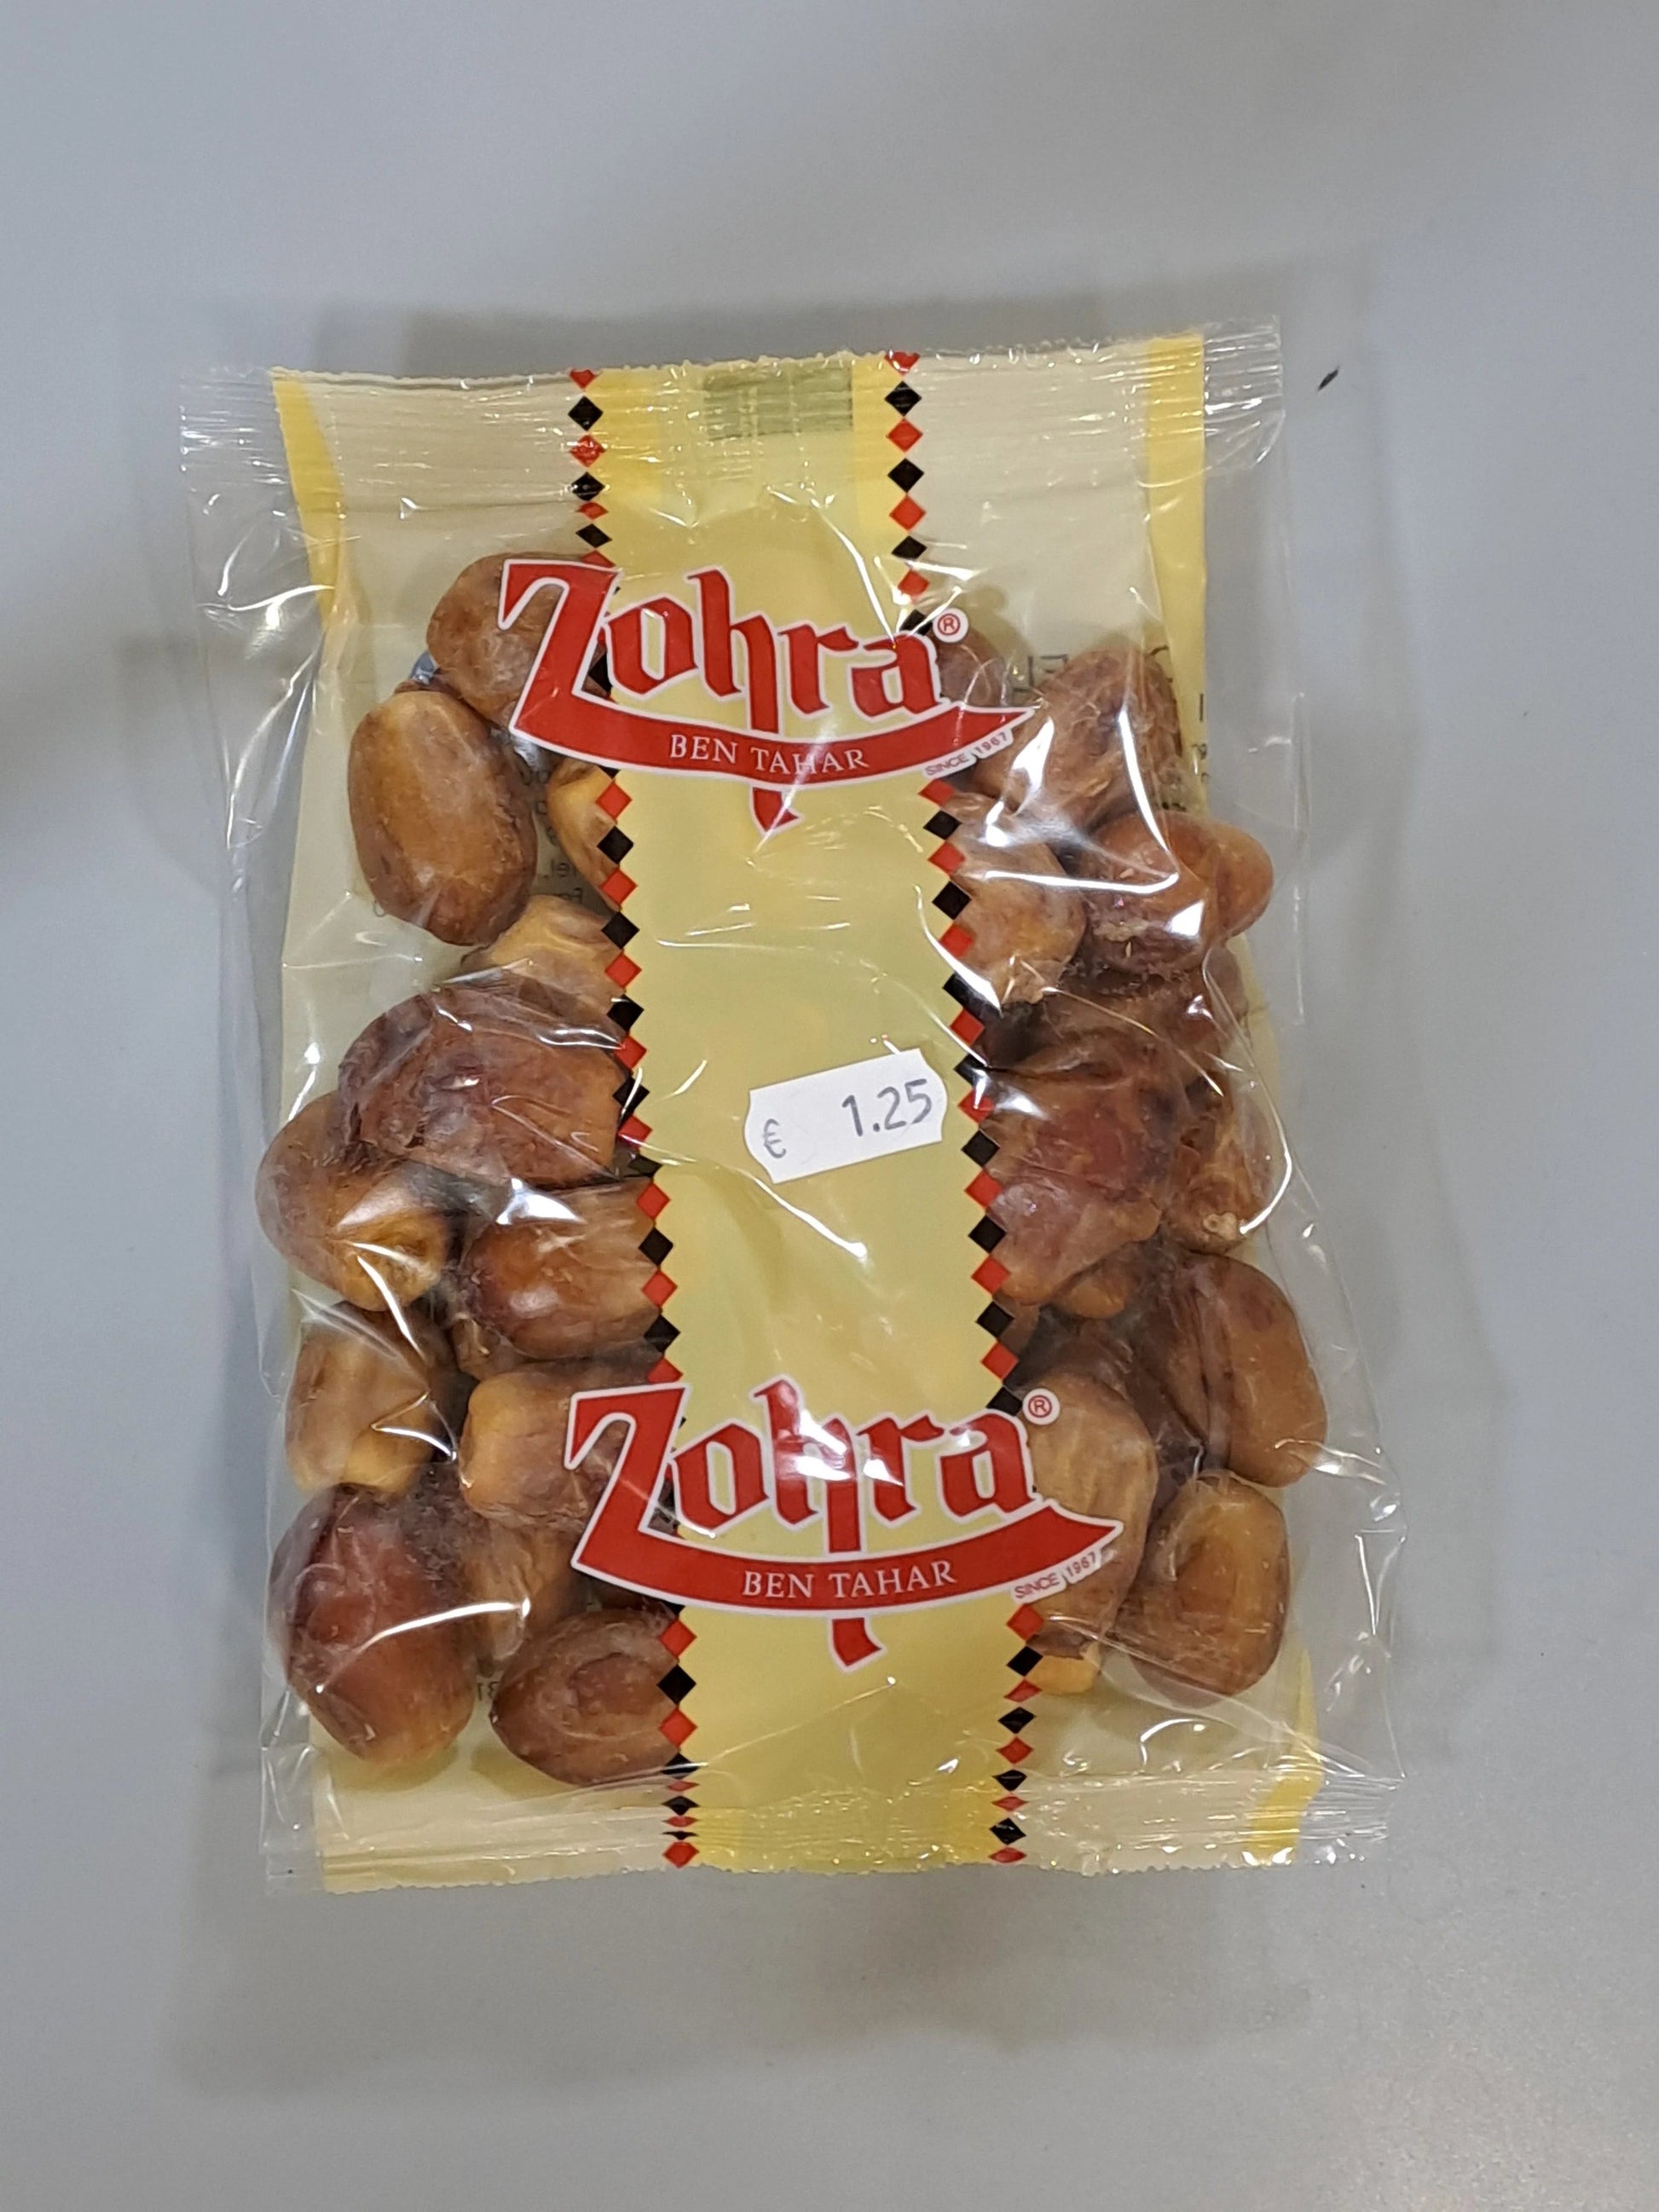 Zohra®
BEN TAHAR
SINCE 1967
€ 1.25
Zohra®
BEN TAHAR
SINCE 1967